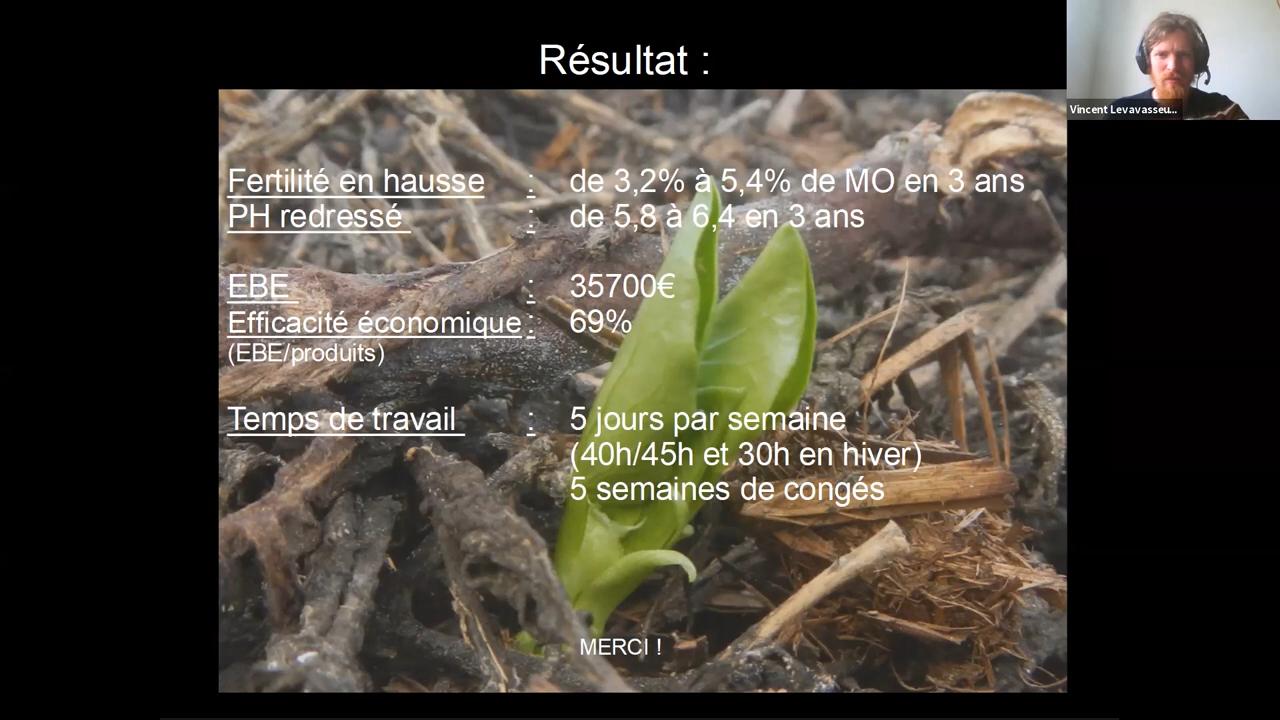 Résultat :
Vincent Levavasseu...
Fertilité en hausse : de 3,2% à 5,4% de MO en 3 ans
PH redressé : de 5,8 à 6,4 en 3 ans
EBE : 35700€
Efficacité économique : 69%
(EBE/produits)
Temps de travail : 5 jours par semaine
(40h/45h et 30h en hiver)
5 semaines de congés
MERCI !